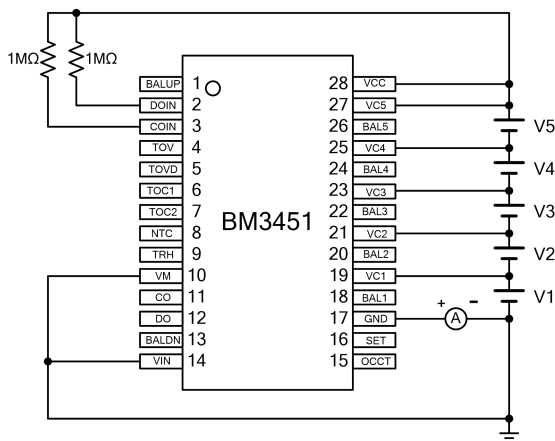 1MΩ 1MΩ
BALUP 1 28 VCC
DOIN 2 27 VC5
COIN 3 26 BAL5 V5
TOV 4 25 VC4
TOVD 5 24 BAL4 V4
TOC1 6 23 VC3
TOC2 7 BM3451 22 BAL3 V3
NTC 8 21 VC2
TRH 9 20 BAL2 V2
VM 10 19 VC1
CO 11 18 BAL1 V1
+ -
DO 12 17 GND A
BALDN 13 16 SET
VIN 14 15 OCCT